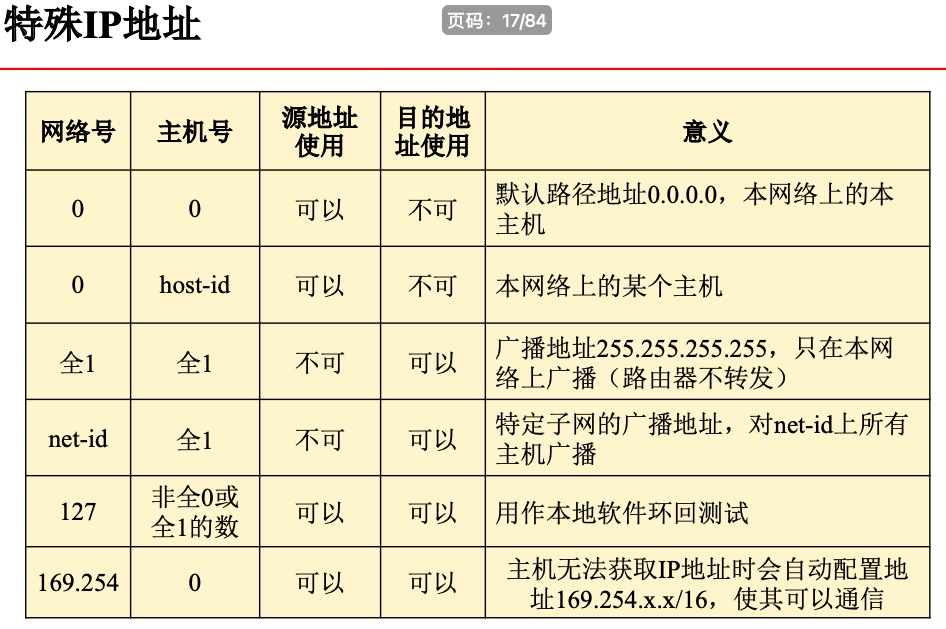 特殊IP地址
页码：17/84
网络号
主机号
源地址
使用
目的地
址使用
意义
0
0
可以
不可
默认路径地址0.0.0.0，本网络上的本
主机
0
host-id
可以
不可
本网络上的某个主机
全1
全1
不可
可以
广播地址255.255.255.255，只在本网
络上广播（路由器不转发）
net-id
全1
不可
可以
特定子网的广播地址，对net-id上所有
主机广播
127
非全0或
全1的数
可以
可以
用作本地软件环回测试
169.254
0
可以
可以
主机无法获取IP地址时会自动配置地
址169.254.x.x/16，使其可以通信